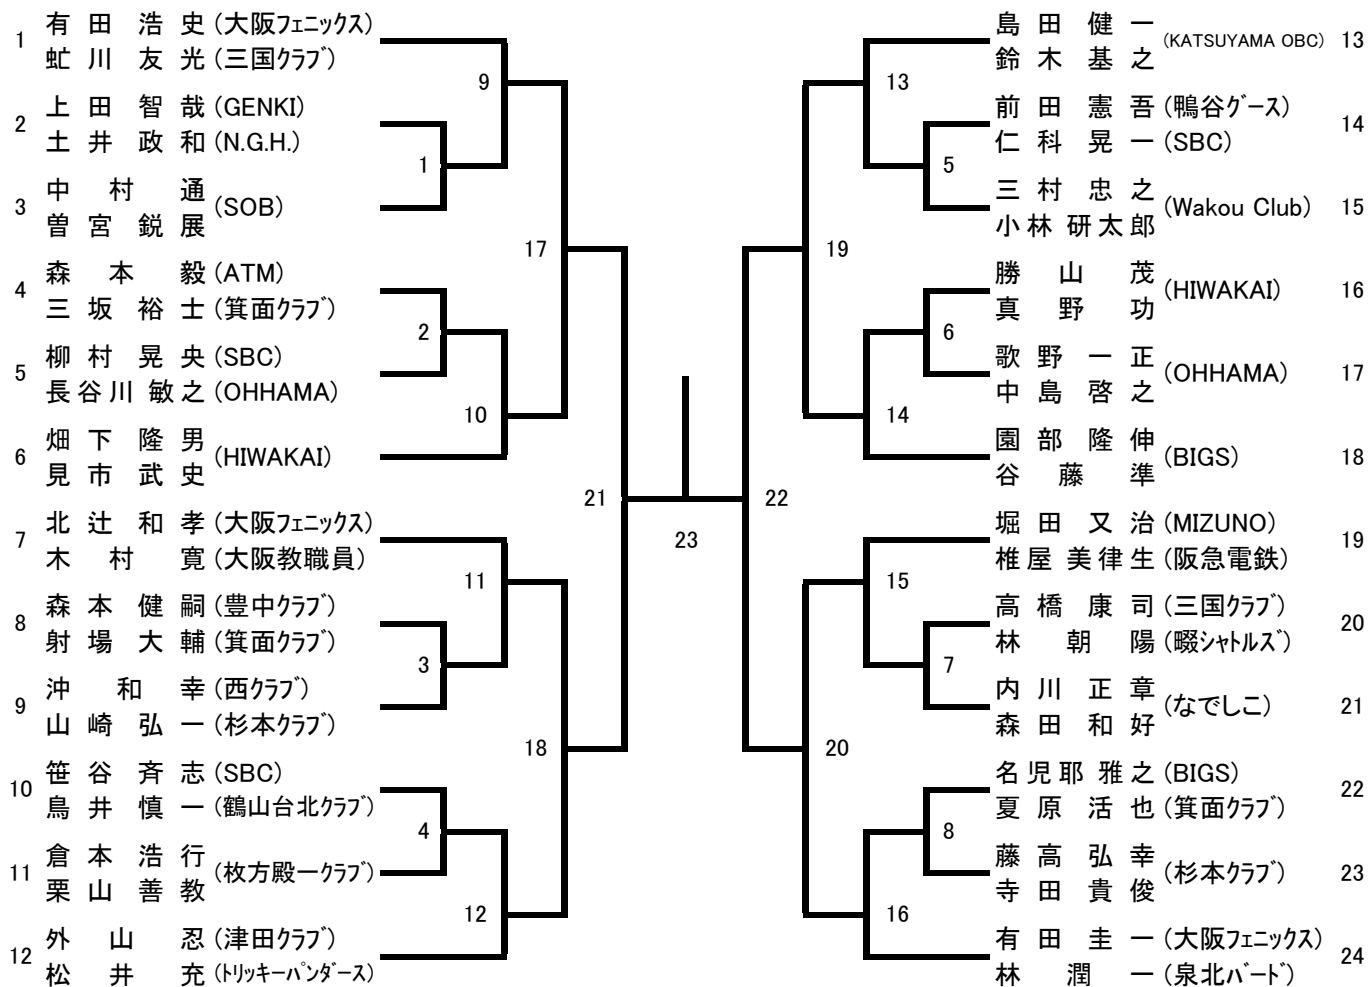 1 有田浩史 (大阪フェニックス)
虻川友光 (三国クラブ)
2 上田智哉 (GENKI)
土井政和 (N.G.H.)
3 中村通 (SOB)
曽宮鋭展
4 森本毅 (ATM)
三坂裕士 (箕面クラブ)
5 柳村晃央 (SBC)
長谷川敏之 (OHHAMA)
6 畑下隆男 (HIWAKAI)
見市武史
7 北辻和孝 (大阪フェニックス)
木村寛 (大阪教職員)
8 森本健嗣 (豊中クラブ)
射場大輔 (箕面クラブ)
9 沖和幸 (西クラブ)
山崎弘一 (杉本クラブ)
10 笹谷斉志 (SBC)
鳥井慎一 (鶴山台北クラブ)
11 倉本浩行 (枚方殿一クラブ)
栗山善教
12 外山忍 (津田クラブ)
松井充 (トリッキーパンダース)
9
1
17
2
10
21
11
3
18
4
12
23
13
5
19
6
14
22
15
7
20
8
16
島田健一 (KATSUYAMA OBC) 13
鈴木基之
前田憲吾 (鴨谷グース) 14
仁科晃一 (SBC)
三村忠之 (Wakou Club) 15
小林研太郎
勝山茂 (HIWAKAI) 16
真野功
歌野一正 (OHHAMA) 17
中島啓之
園部隆伸 (BIGS) 18
谷藤準
堀田又治 (MIZUNO) 19
椎屋美律生 (阪急電鉄)
高橋康司 (三国クラブ) 20
林朝陽 (畷シャトルズ)
内川正章 (なでしこ) 21
森田和好
名児耶雅之 (BIGS) 22
夏原活也 (箕面クラブ)
藤高弘幸 (杉本クラブ) 23
寺田貴俊
有田圭一 (大阪フェニックス) 24
林潤一 (泉北バード)